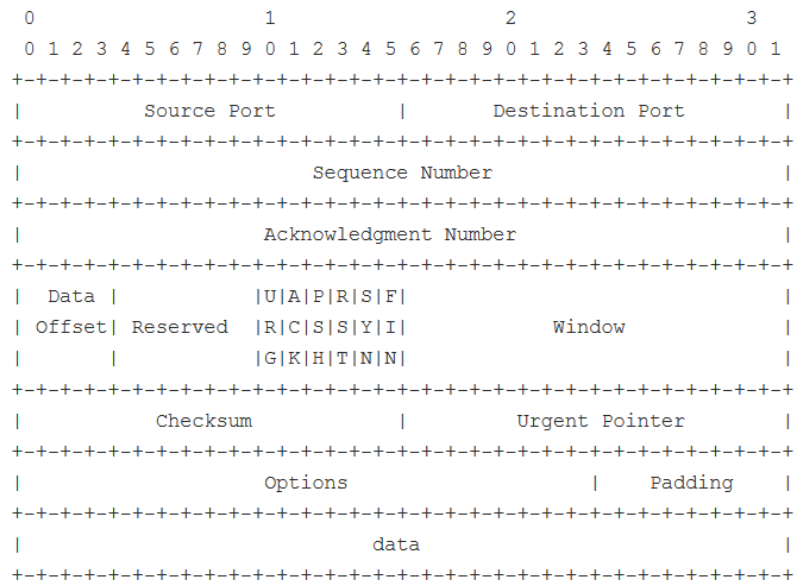 0                   1                   2                   3
0 1 2 3 4 5 6 7 8 9 0 1 2 3 4 5 6 7 8 9 0 1 2 3 4 5 6 7 8 9 0 1
+-+-+-+-+-+-+-+-+-+-+-+-+-+-+-+-+-+-+-+-+-+-+-+-+-+-+-+-+-+-+-+-+
|          Source Port          |       Destination Port        |
+-+-+-+-+-+-+-+-+-+-+-+-+-+-+-+-+-+-+-+-+-+-+-+-+-+-+-+-+-+-+-+-+
|                        Sequence Number                        |
+-+-+-+-+-+-+-+-+-+-+-+-+-+-+-+-+-+-+-+-+-+-+-+-+-+-+-+-+-+-+-+-+
|                    Acknowledgment Number                      |
+-+-+-+-+-+-+-+-+-+-+-+-+-+-+-+-+-+-+-+-+-+-+-+-+-+-+-+-+-+-+-+-+
|  Data |           |U|A|P|R|S|F|                               |
| Offset| Reserved  |R|C|S|S|Y|I|            Window             |
|       |           |G|K|H|T|N|N|                               |
+-+-+-+-+-+-+-+-+-+-+-+-+-+-+-+-+-+-+-+-+-+-+-+-+-+-+-+-+-+-+-+-+
|           Checksum            |         Urgent Pointer        |
+-+-+-+-+-+-+-+-+-+-+-+-+-+-+-+-+-+-+-+-+-+-+-+-+-+-+-+-+-+-+-+-+
|                    Options                    |    Padding    |
+-+-+-+-+-+-+-+-+-+-+-+-+-+-+-+-+-+-+-+-+-+-+-+-+-+-+-+-+-+-+-+-+
|                             data                              |
+-+-+-+-+-+-+-+-+-+-+-+-+-+-+-+-+-+-+-+-+-+-+-+-+-+-+-+-+-+-+-+-+